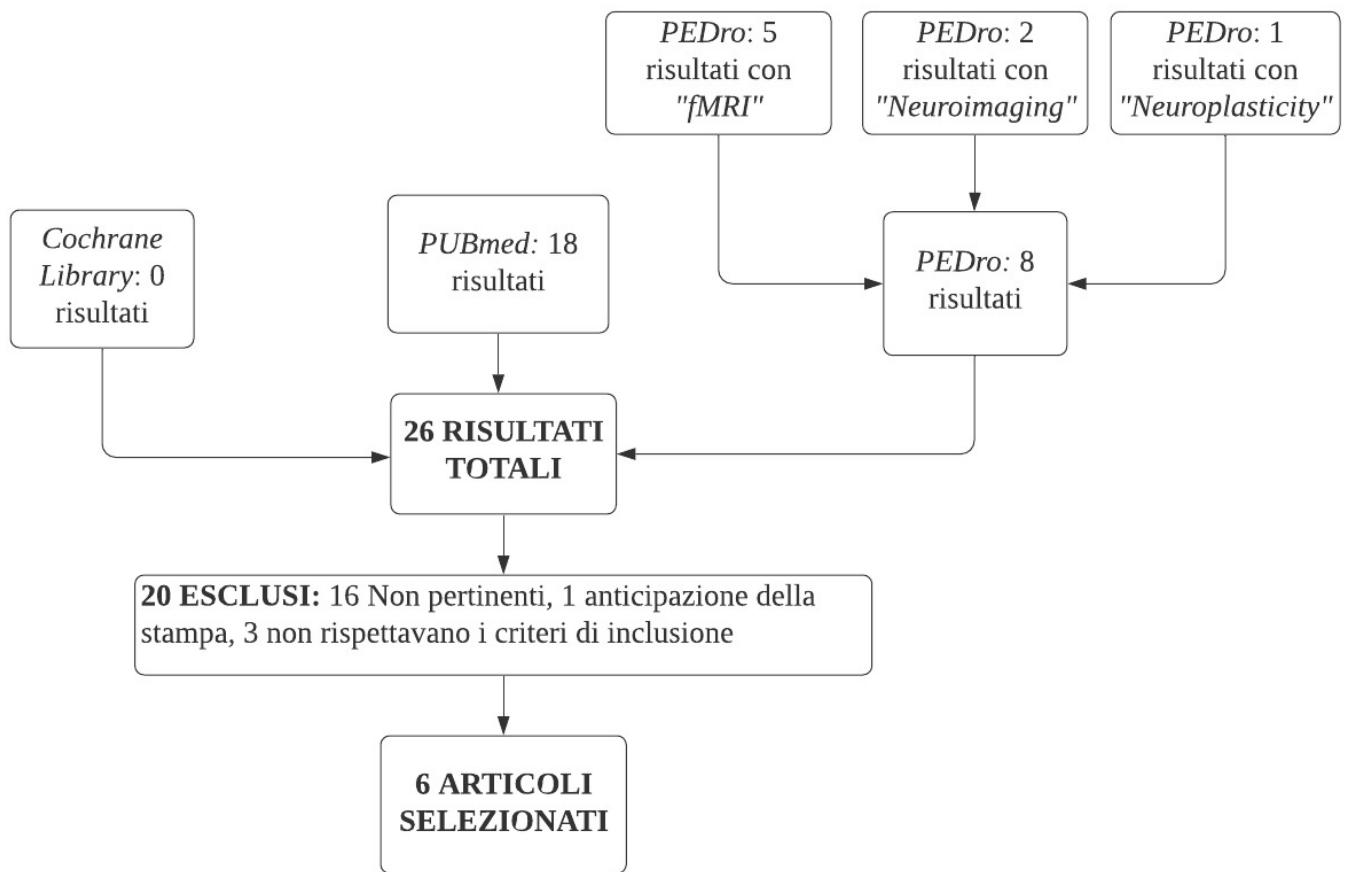 PEDro: 5
risultati con
"fMRI"
PEDro: 2
risultati con
"Neuroimaging"
PEDro: 1
risultati con
"Neuroplasticity"
Cochrane
Library: 0
risultati
PUBmed: 18
risultati
PEDro: 8
risultati
26 RISULTATI
TOTALI
20 ESCLUSI: 16 Non pertinenti, 1 anticipazione della
stampa, 3 non rispettavano i criteri di inclusione
6 ARTICOLI
SELEZIONATI